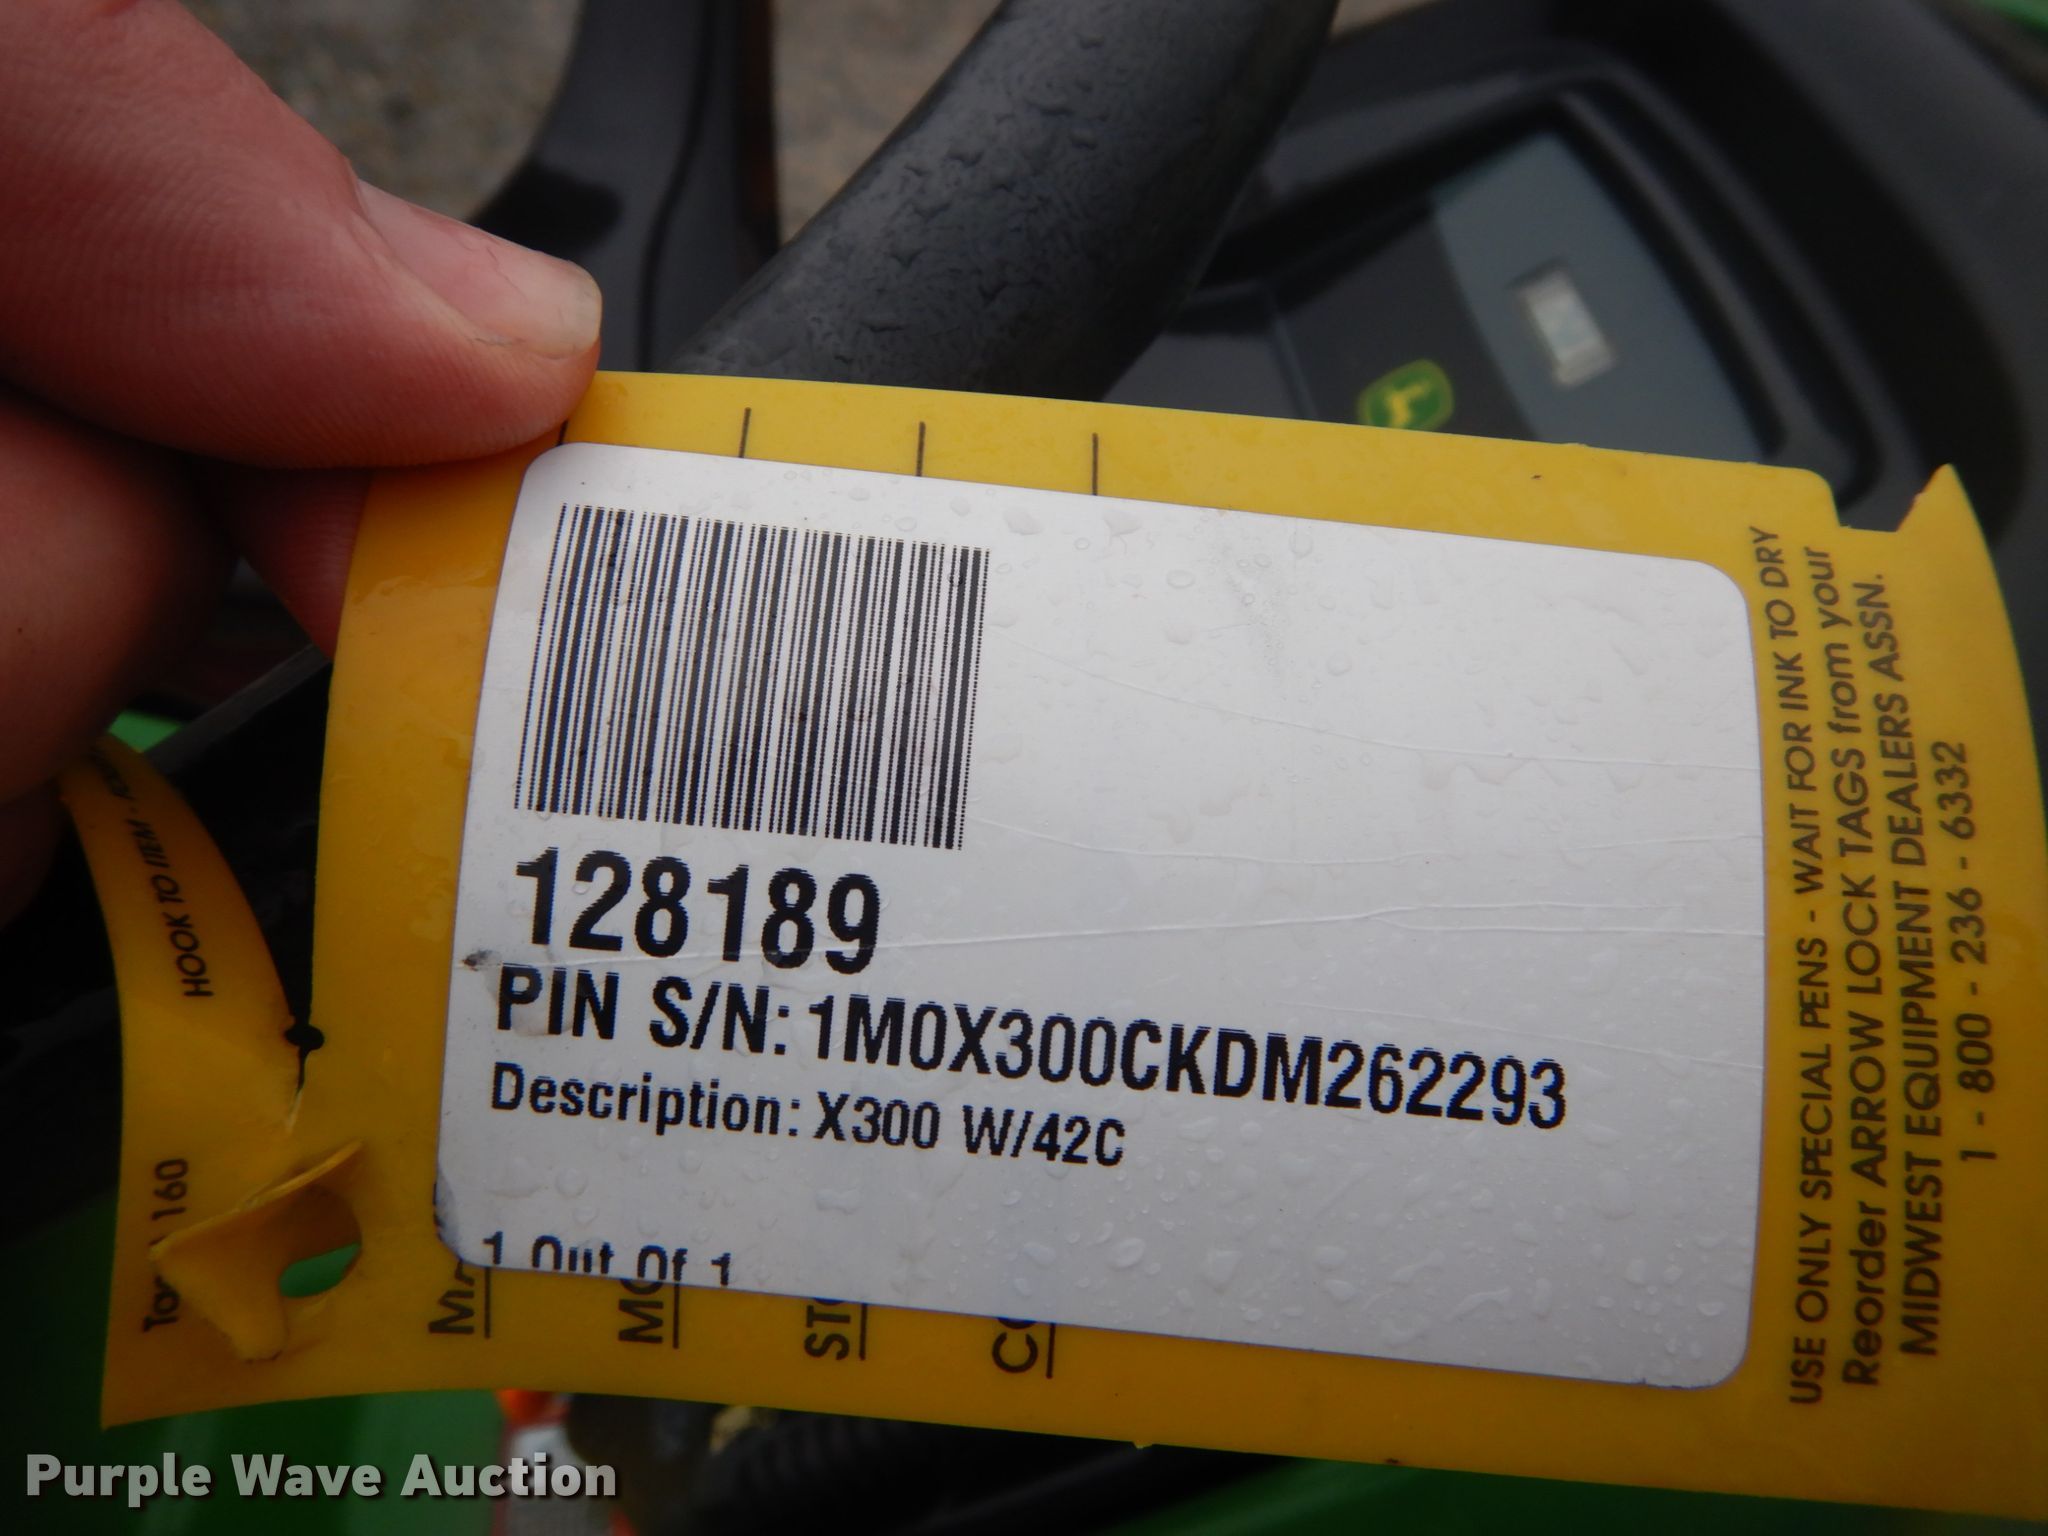 128189
PIN S/N: 1M0X300CKDM262293
Description: X300 W/42C
1 Out Of 1
USE ONLY SPECIAL PENS - WAIT FOR INK TO DRY
Reorder ARROW LOCK TAGS from your
MIDWEST EQUIPMENT DEALERS ASSN.
1 - 800 - 236 - 6332
HOOK TO ITEM -
160
Purple Wave Auction